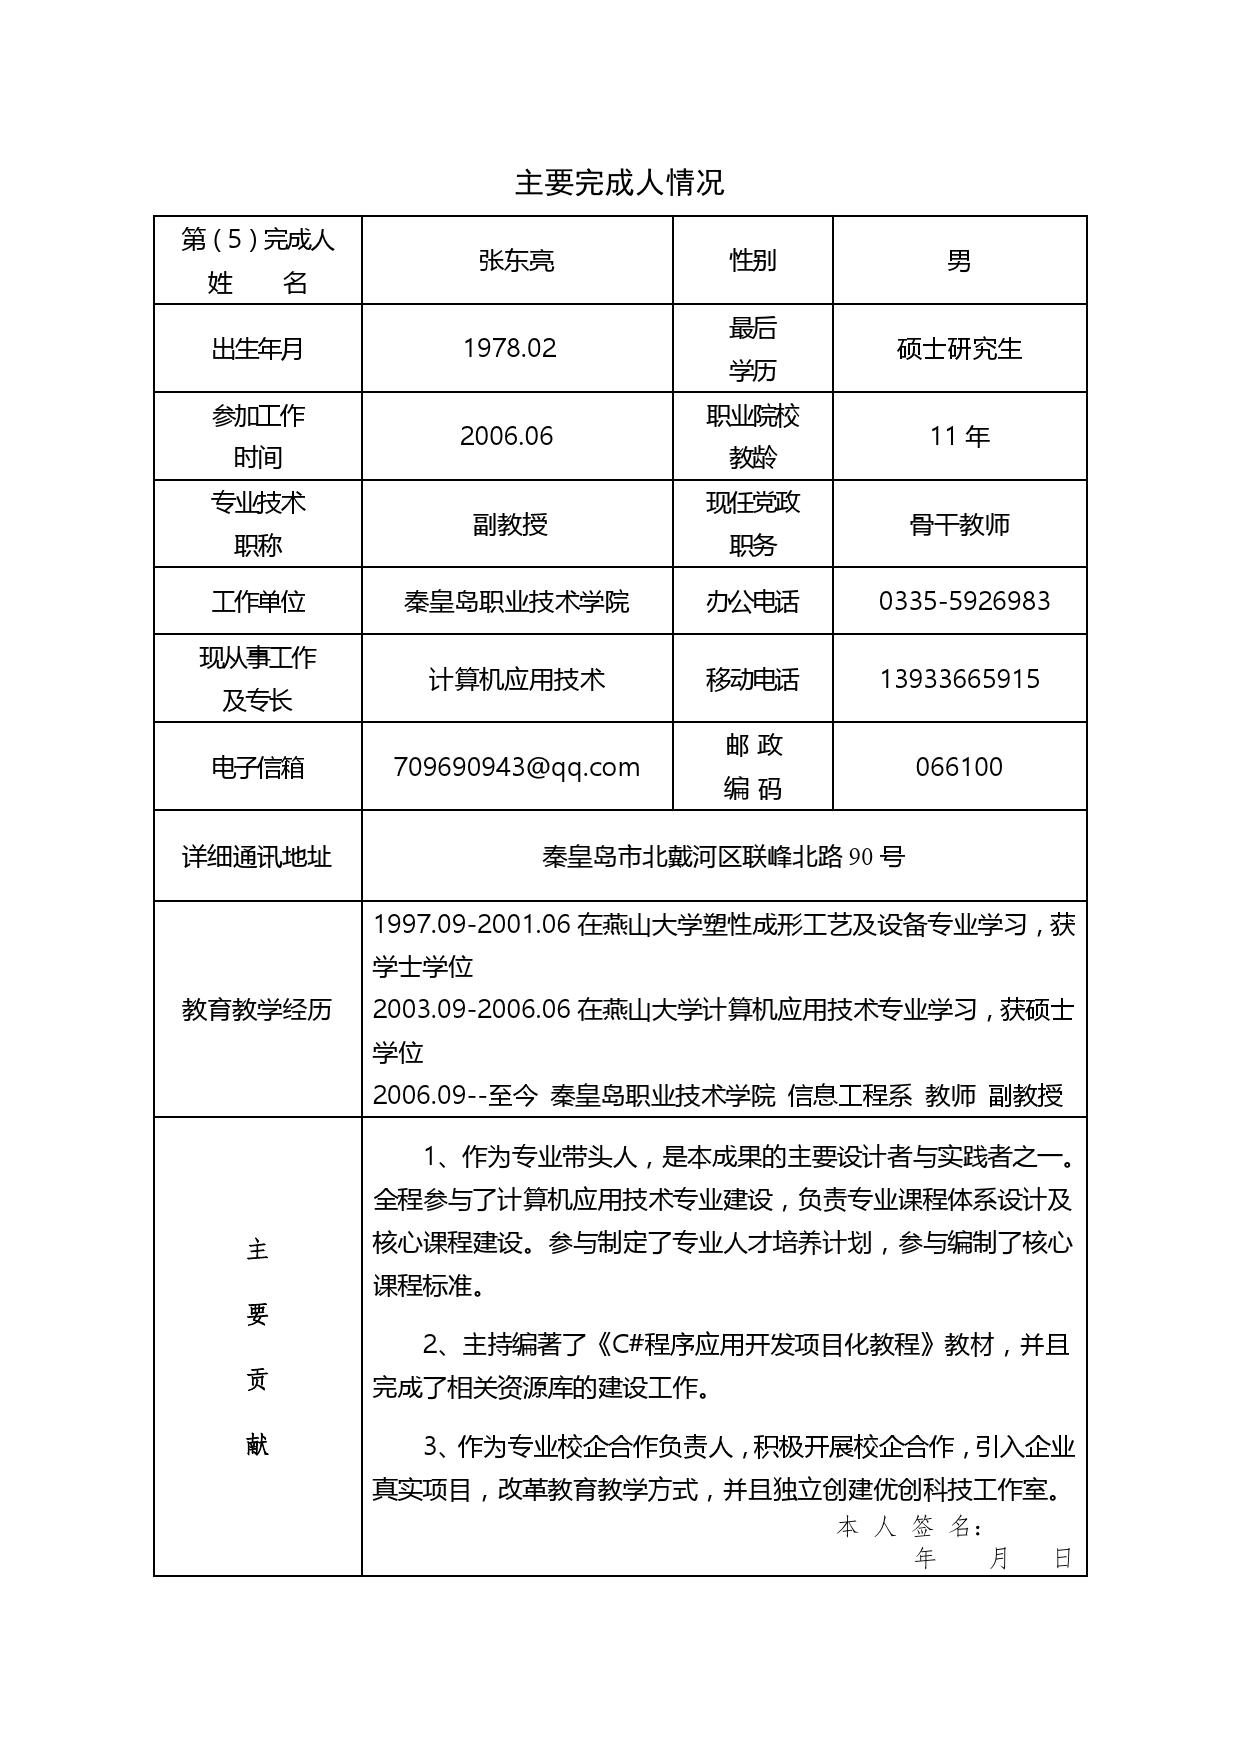 主要完成人情况
第（5）完成人 张东亮 性别 男
姓 名
出生年月 1978.02 最后 硕士研究生
学历
参加工作 2006.06 职业院校 11 年
时间 教龄
专业技术 副教授 现任党政 骨干教师
职称 职务
工作单位 秦皇岛职业技术学院 办公电话 0335-5926983
现从事工作 计算机应用技术 移动电话 13933665915
及专长
电子信箱 709690943@qq.com 邮 政 066100
编 码
详细通讯地址 秦皇岛市北戴河区联峰北路 90 号
教育教学经历
1997.09-2001.06 在燕山大学塑性成形工艺及设备专业学习，获
学士学位
2003.09-2006.06 在燕山大学计算机应用技术专业学习，获硕士
学位
2006.09--至今 秦皇岛职业技术学院 信息工程系 教师 副教授
主
要
贡
献
1、作为专业带头人，是本成果的主要设计者与实践者之一。
全程参与了计算机应用技术专业建设，负责专业课程体系设计及
核心课程建设。参与制定了专业人才培养计划，参与编制了核心
课程标准。
2、主持编著了《C#程序应用开发项目化教程》教材，并且
完成了相关资源库的建设工作。
3、作为专业校企合作负责人，积极开展校企合作，引入企业
真实项目，改革教育教学方式，并且独立创建优创科技工作室。
本 人 签 名：
年 月 日